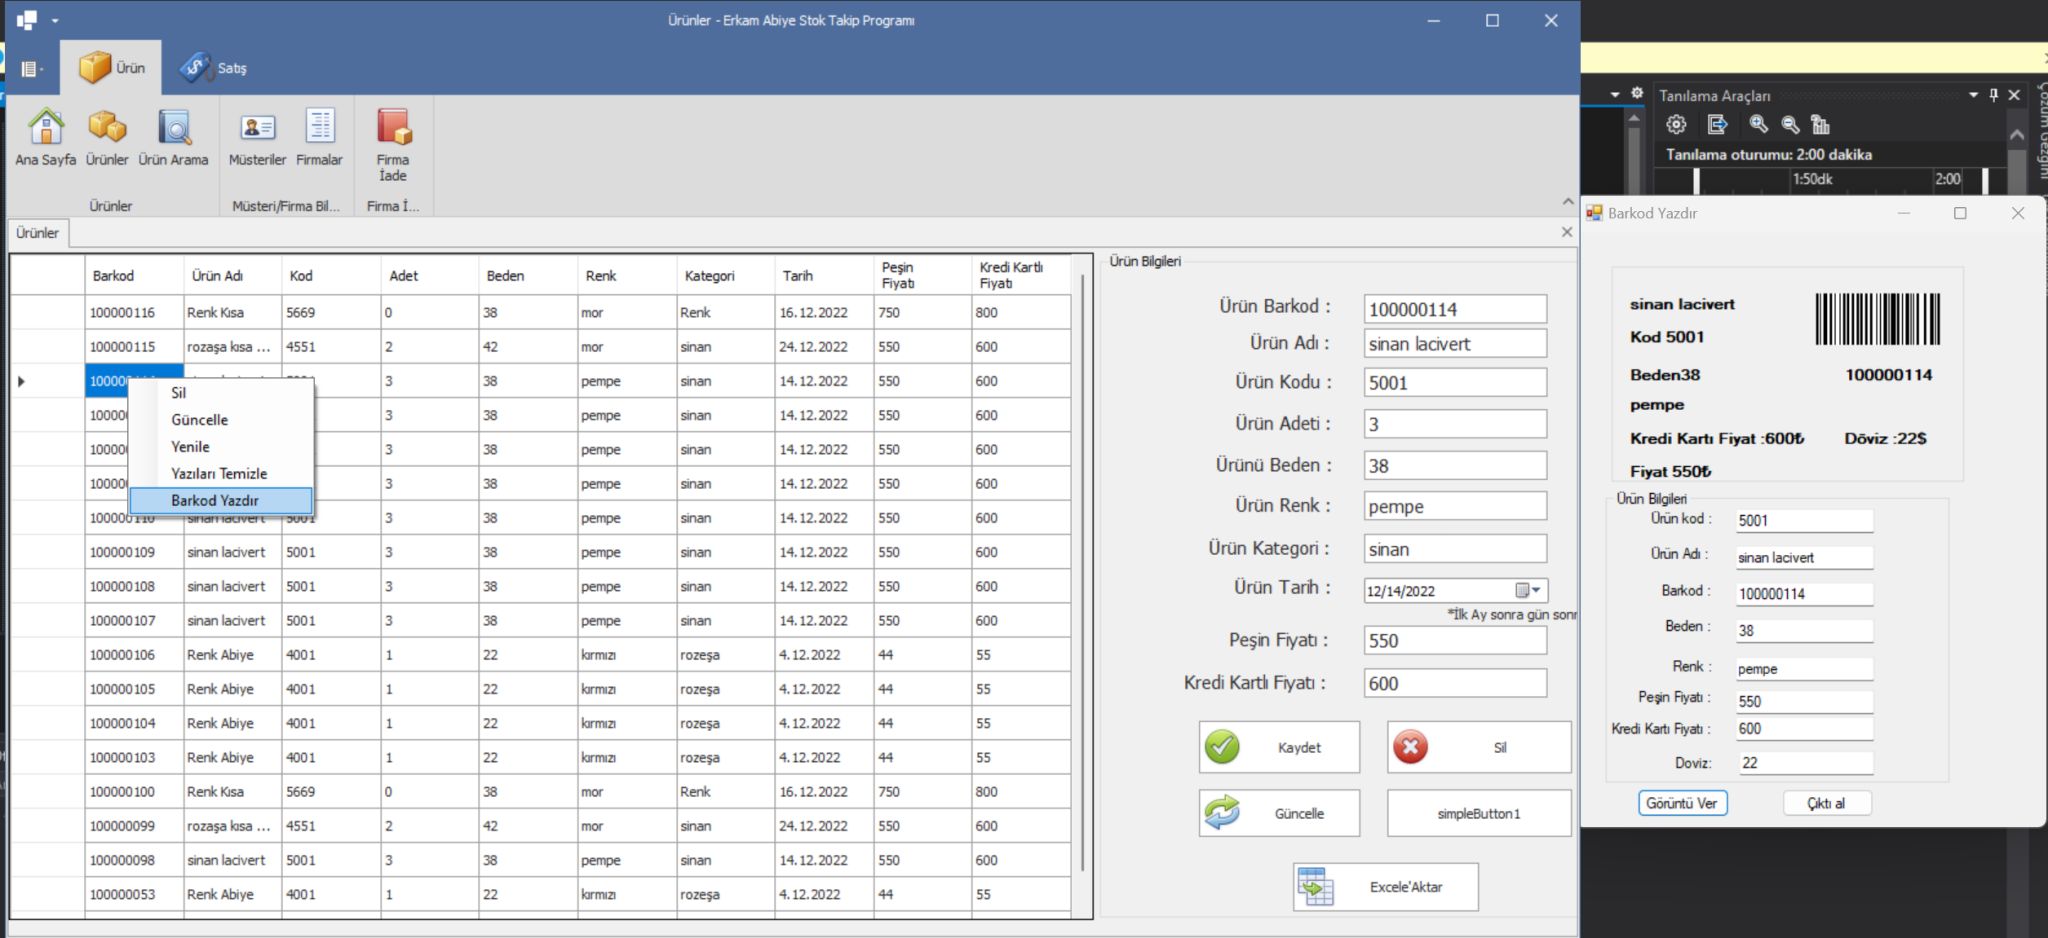 Ürünler - Erkam Abiye Stok Takip Programı
Ürün
Satış
Ana Sayfa
Ürünler
Ürün Arama
Müsteriler
Firmalar
Firma
İade
Ürünler
Müsteri/Firma Bil...
Firma İ...
Ürünler
Barkod Ürün Adı Kod Adet Beden Renk Kategori Tarih Peşin Fiyatı Kredi Kartlı Fiyatı
100000116 Renk Kısa 5669 0 38 mor Renk 16.12.2022 750 800
100000115 rozaşa kısa ... 4551 2 42 mor sinan 24.12.2022 550 600
3 38 pempe sinan 14.12.2022 550 600
3 38 pempe sinan 14.12.2022 550 600
3 38 pempe sinan 14.12.2022 550 600
3 38 pempe sinan 14.12.2022 550 600
100000110 sinan lacivert 5001 3 38 pempe sinan 14.12.2022 550 600
100000109 sinan lacivert 5001 3 38 pempe sinan 14.12.2022 550 600
100000108 sinan lacivert 5001 3 38 pempe sinan 14.12.2022 550 600
100000107 sinan lacivert 5001 3 38 pempe sinan 14.12.2022 550 600
100000106 Renk Abiye 4001 1 22 kırmızı rozeşa 4.12.2022 44 55
100000105 Renk Abiye 4001 1 22 kırmızı rozeşa 4.12.2022 44 55
100000104 Renk Abiye 4001 1 22 kırmızı rozeşa 4.12.2022 44 55
100000103 Renk Abiye 4001 1 22 kırmızı rozeşa 4.12.2022 44 55
100000100 Renk Kısa 5669 0 38 mor Renk 16.12.2022 750 800
100000099 rozaşa kısa ... 4551 2 42 mor sinan 24.12.2022 550 600
100000098 sinan lacivert 5001 3 38 pempe sinan 14.12.2022 550 600
100000053 Renk Abiye 4001 1 22 kırmızı rozeşa 4.12.2022 44 55
Sil
Güncelle
Yenile
Yazıları Temizle
Barkod Yazdır
Ürün Bilgileri
Ürün Barkod : 100000114
Ürün Adı : sinan lacivert
Ürün Kodu : 5001
Ürün Adeti : 3
Ürünü Beden : 38
Ürün Renk : pempe
Ürün Kategori : sinan
Ürün Tarih : 12/14/2022
*İlk Ay sonra gün sonr
Peşin Fiyatı : 550
Kredi Kartlı Fiyatı : 600
Kaydet
Sil
Güncelle
simpleButton1
Excele'Aktar
Tanılama Araçları
Tanılama oturumu: 2:00 dakika
1:50dk 2:00
Çözüm Gezgini
Barkod Yazdır
sinan lacivert
Kod 5001
Beden38 100000114
pempe
Kredi Kartı Fiyat :600₺ Döviz :22$
Fiyat 550₺
Ürün Bilgileri
Ürün kod : 5001
Ürün Adı : sinan lacivert
Barkod : 100000114
Beden : 38
Renk : pempe
Peşin Fiyatı : 550
Kredi Kartı Fiyatı : 600
Doviz: 22
Görüntü Ver
Çıktı al